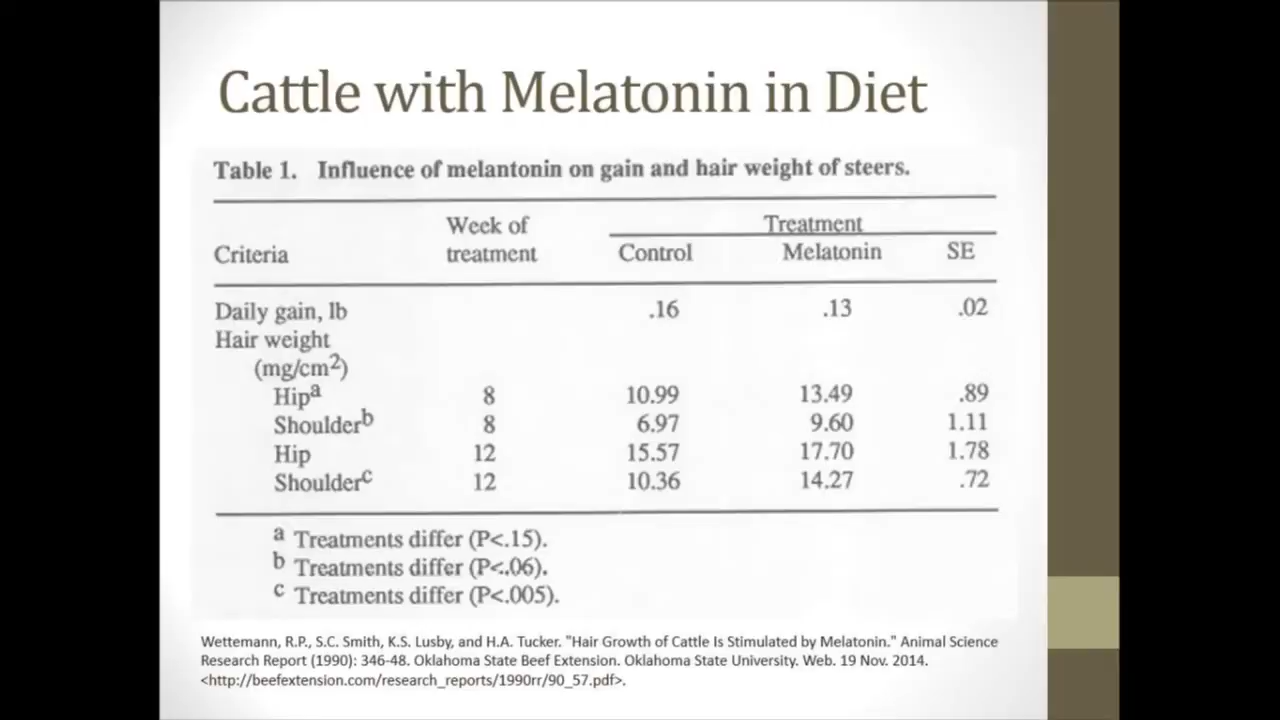 Cattle with Melatonin in Diet
Table 1. Influence of melantonin on gain and hair weight of steers.
Week of Treatment
Criteria treatment Control Melatonin SE
Daily gain, lb .16 .13 .02
Hair weight
(mg/cm²)
Hipᵃ 8 10.99 13.49 .89
Shoulderᵇ 8 6.97 9.60 1.11
Hip 12 15.57 17.70 1.78
Shoulderᶜ 12 10.36 14.27 .72
ᵃ Treatments differ (P<.15).
ᵇ Treatments differ (P<.06).
ᶜ Treatments differ (P<.005).
Wettemann, R.P., S.C. Smith, K.S. Lusby, and H.A. Tucker. "Hair Growth of Cattle Is Stimulated by Melatonin." Animal Science
Research Report (1990): 346-48. Oklahoma State Beef Extension. Oklahoma State University. Web. 19 Nov. 2014.
<http://beefextension.com/research_reports/1990rr/90_57.pdf>.